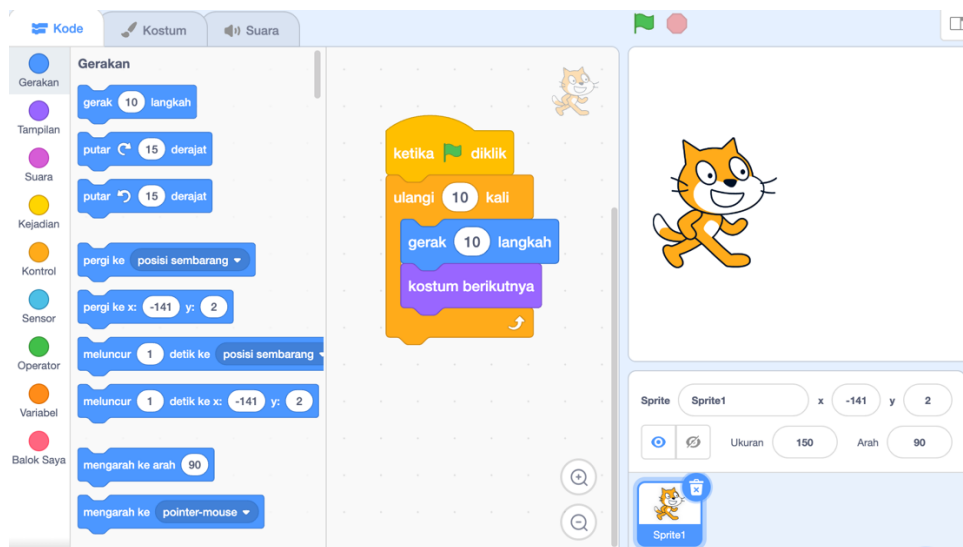 Kode
Kostum
Suara
Gerakan
Tampilan
Suara
Kejadian
Kontrol
Sensor
Operator
Variabel
Balok Saya
Gerakan
gerak 10 langkah
putar 15 derajat
putar 15 derajat
pergi ke posisi sembarang
pergi ke x: -141 y: 2
meluncur 1 detik ke posisi sembarang
meluncur 1 detik ke x: -141 y: 2
mengarah ke arah 90
mengarah ke pointer-mouse
ketika diklik
ulangi 10 kali
gerak 10 langkah
kostum berikutnya
Sprite Sprite1 x -141 y 2
Ukuran 150 Arah 90
Sprite1